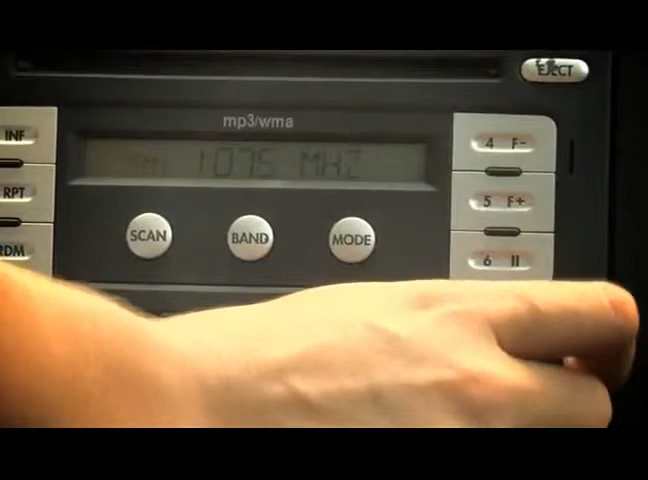 EJECT
mp3/wma
INF
4 F-
1075 MHZ
RPT
5 F+
SCAN
BAND
MODE
RDM
6 II